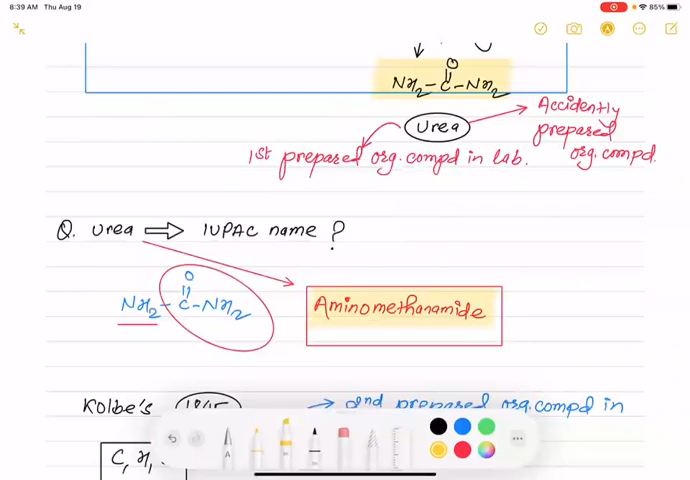 8:39 AM Thu Aug 19
85%
O
NH2-C-NH2
Urea
Accidently
prepared
org.compd.
1st prepared org.compd in lab.
Q. Urea ⇒ IUPAC name ?
O
NH2-C-NH2
Aminomethanamide
Kolbe's
→ 2nd prepared org.compd in
C, H,
A